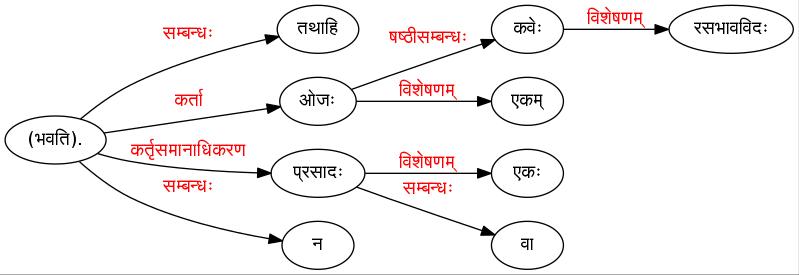 सम्बन्धः
तथाहि
षष्ठीसम्बन्धः
कवेः
विशेषणम्
रसभावविदः
कर्ता
ओजः
विशेषणम्
एकम्
(भवति).
कर्तृसमानाधिकरण
प्रसादः
विशेषणम्
एकः
सम्बन्धः
सम्बन्धः
न
वा